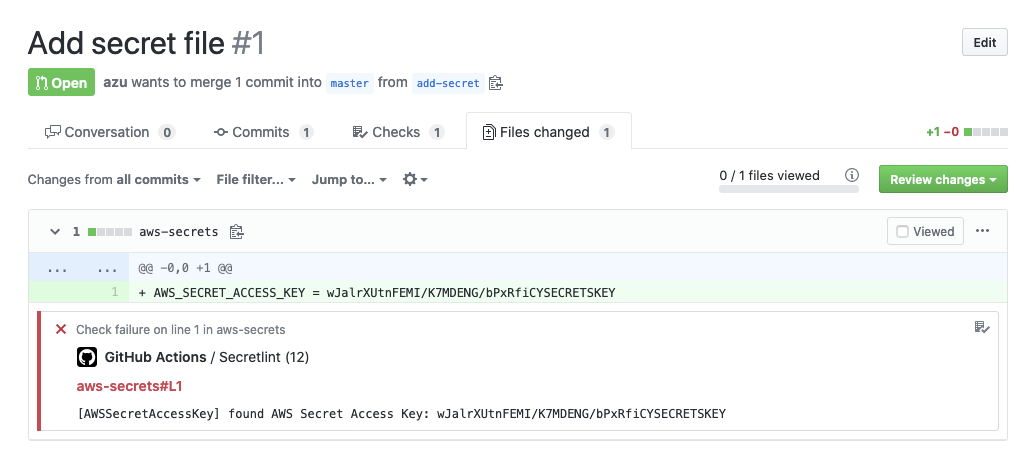 Add secret file #1
Edit
Open azu wants to merge 1 commit into master from add-secret
Conversation 0 Commits 1 Checks 1 Files changed 1 +1 −0
Changes from all commits File filter... Jump to... 0 / 1 files viewed Review changes
1 aws-secrets Viewed ...
... ... @@ -0,0 +1 @@
1 + AWS_SECRET_ACCESS_KEY = wJalrXUtnFEMI/K7MDENG/bPxRfiCYSECRETSKEY
Check failure on line 1 in aws-secrets
GitHub Actions / Secretlint (12)
aws-secrets#L1
[AWSSecretAccessKey] found AWS Secret Access Key: wJalrXUtnFEMI/K7MDENG/bPxRfiCYSECRETSKEY